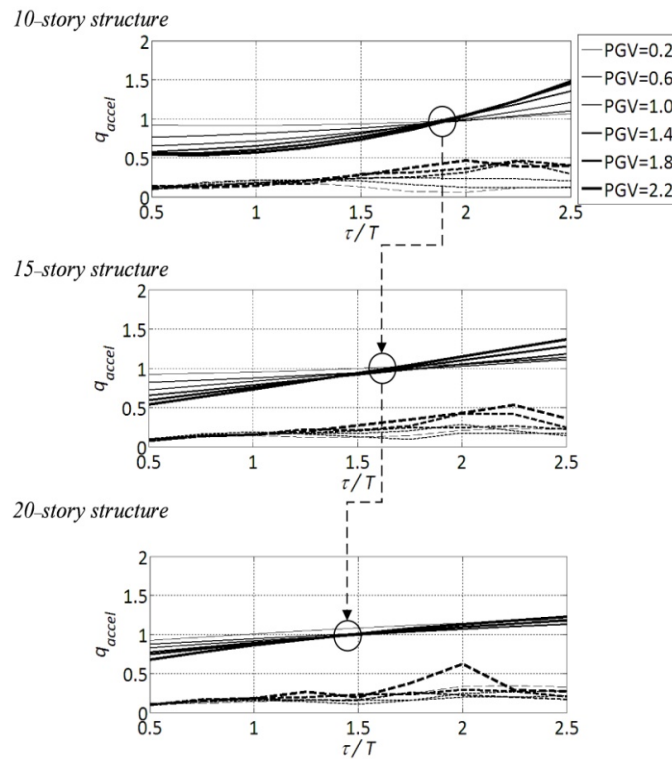 10-story structure
2
1.5
1
0.5
0
q_accel
0.5 1 1.5 2 2.5
τ/T
PGV=0.2
PGV=0.6
PGV=1.0
PGV=1.4
PGV=1.8
PGV=2.2
15-story structure
2
1.5
1
0.5
0
q_accel
0.5 1 1.5 2 2.5
τ/T
20-story structure
2
1.5
1
0.5
0
q_accel
0.5 1 1.5 2 2.5
τ/T